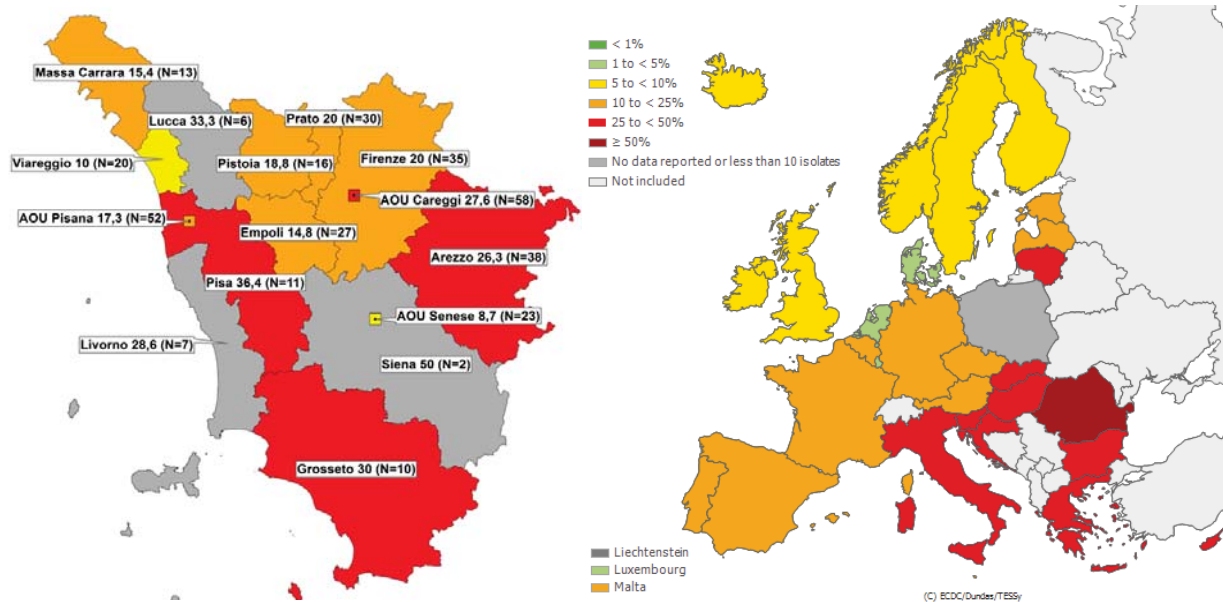 Massa Carrara 15,4 (N=13)
Lucca 33,3 (N=6)
Prato 20 (N=30)
Viareggio 10 (N=20)
Pistoia 18,8 (N=16)
Firenze 20 (N=35)
AOU Careggi 27,6 (N=58)
AOU Pisana 17,3 (N=52)
Empoli 14,8 (N=27)
Arezzo 26,3 (N=38)
Pisa 36,4 (N=11)
AOU Senese 8,7 (N=23)
Livorno 28,6 (N=7)
Siena 50 (N=2)
Grosseto 30 (N=10)
< 1%
1 to < 5%
5 to < 10%
10 to < 25%
25 to < 50%
≥ 50%
No data reported or less than 10 isolates
Not included
Liechtenstein
Luxembourg
Malta
(C) ECDC/Dundas/TESSy